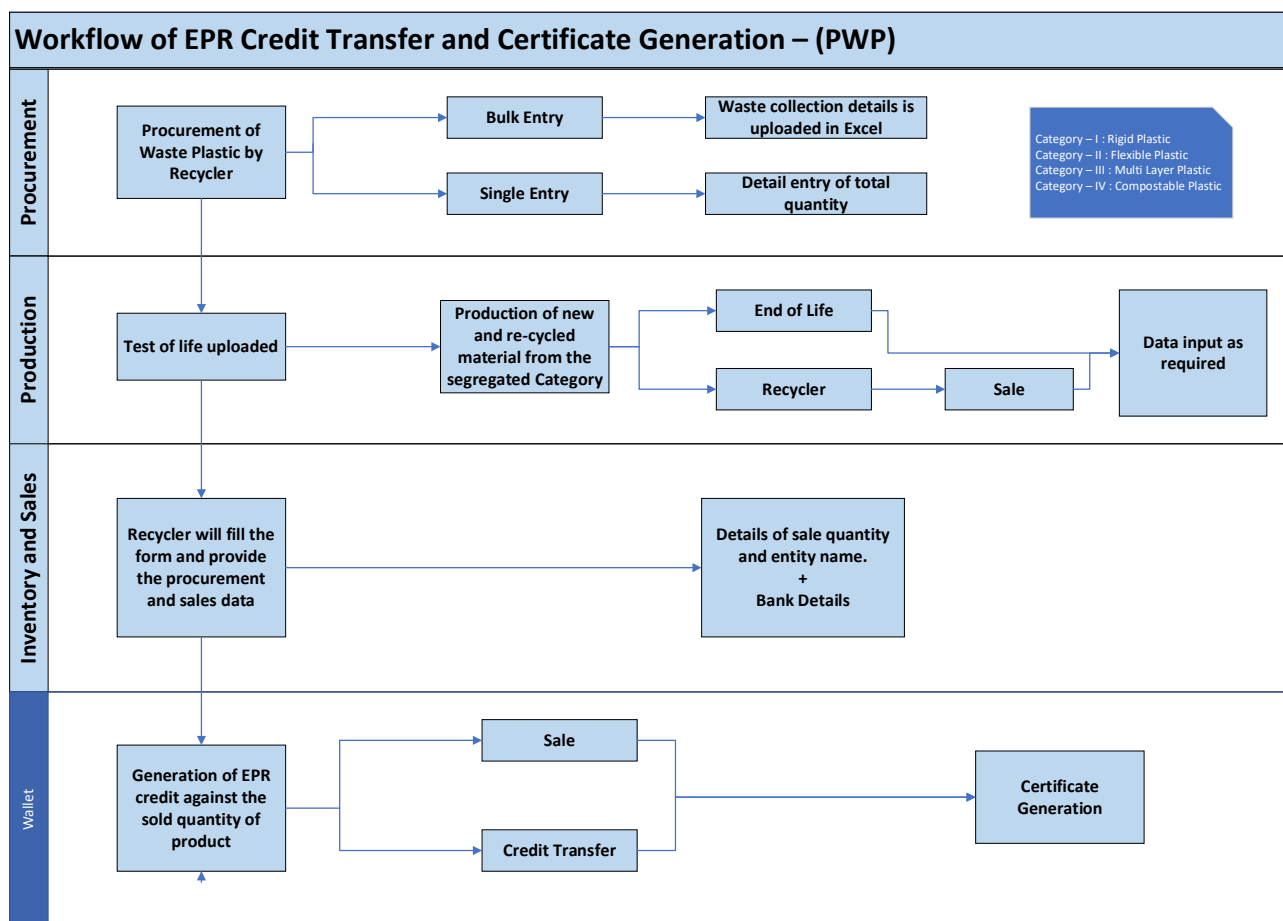 Workflow of EPR Credit Transfer and Certificate Generation – (PWP)
Procurement
Procurement of
Waste Plastic by
Recycler
Bulk Entry
Waste collection details is
uploaded in Excel
Single Entry
Detail entry of total
quantity
Category – I : Rigid Plastic
Category – II : Flexible Plastic
Category – III : Multi Layer Plastic
Category – IV : Compostable Plastic
Production
Test of life uploaded
Production of new
and re-cycled
material from the
segregated Category
End of Life
Recycler
Sale
Data input as
required
Inventory and Sales
Recycler will fill the
form and provide
the procurement
and sales data
Details of sale quantity
and entity name.
+
Bank Details
Wallet
Generation of EPR
credit against the
sold quantity of
product
Sale
Credit Transfer
Certificate
Generation